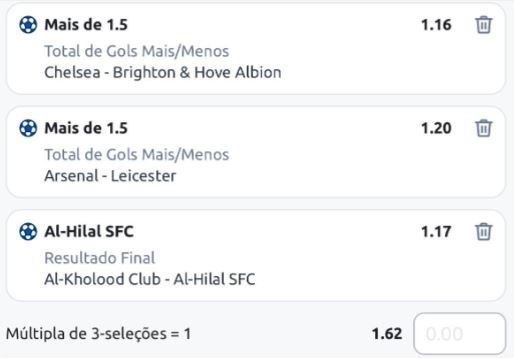 Mais de 1.5 1.16
Total de Gols Mais/Menos
Chelsea - Brighton & Hove Albion
Mais de 1.5 1.20
Total de Gols Mais/Menos
Arsenal - Leicester
Al-Hilal SFC 1.17
Resultado Final
Al-Kholood Club - Al-Hilal SFC
Múltipla de 3-seleções = 1 1.62 0.00